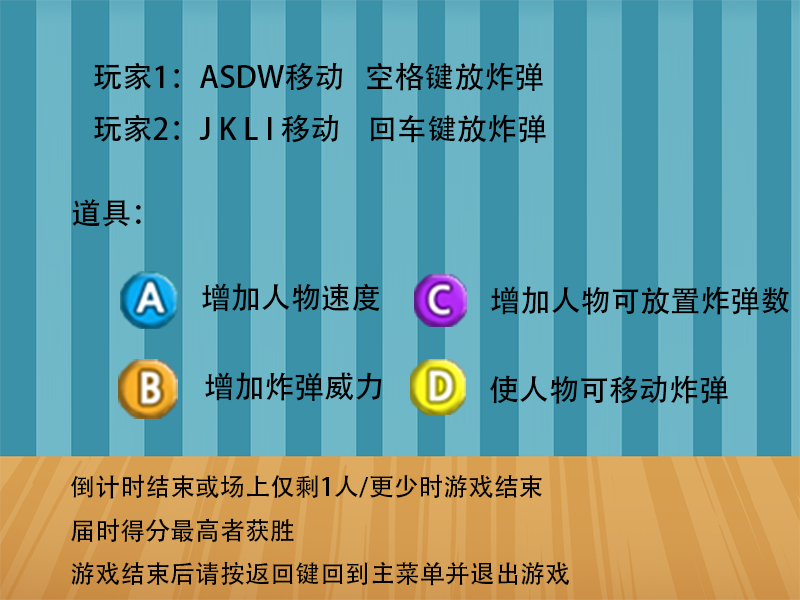 玩家1：ASDW移动 空格键放炸弹
玩家2：J K L I 移动 回车键放炸弹
道具：
A 增加人物速度 C 增加人物可放置炸弹数
B 增加炸弹威力 D 使人物可移动炸弹
倒计时结束或场上仅剩1人/更少时游戏结束
届时得分最高者获胜
游戏结束后请按返回键回到主菜单并退出游戏